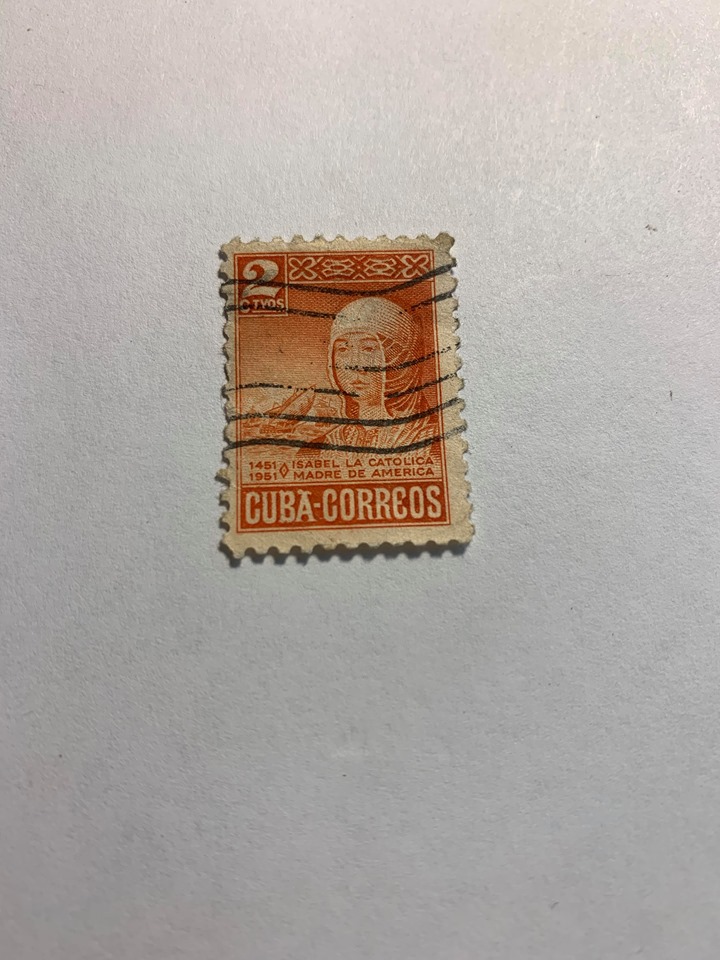 2
CTVOS
1451 ◊ ISABEL LA CATOLICA
1951 MADRE DE AMERICA
CUBA-CORREOS